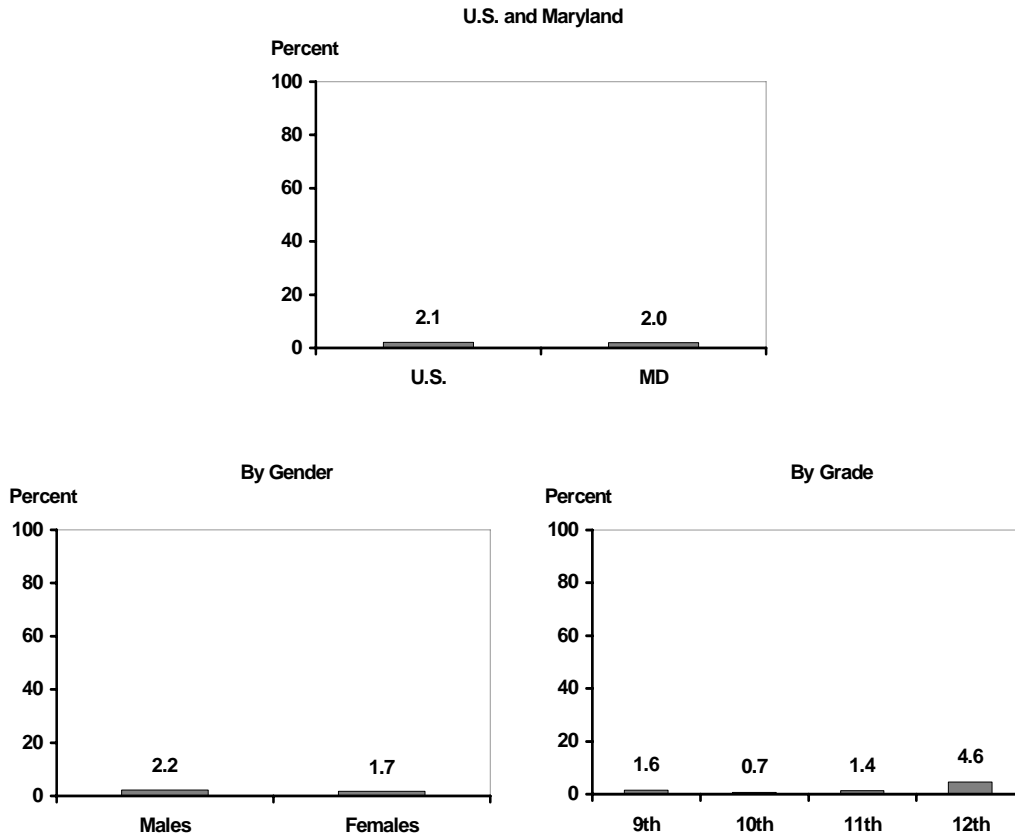 U.S. and Maryland
Percent
100
80
60
40
20
0
2.1 2.0
U.S. MD
By Gender
Percent
100
80
60
40
20
0
2.2 1.7
Males Females
By Grade
Percent
100
80
60
40
20
0
1.6 0.7 1.4 4.6
9th 10th 11th 12th